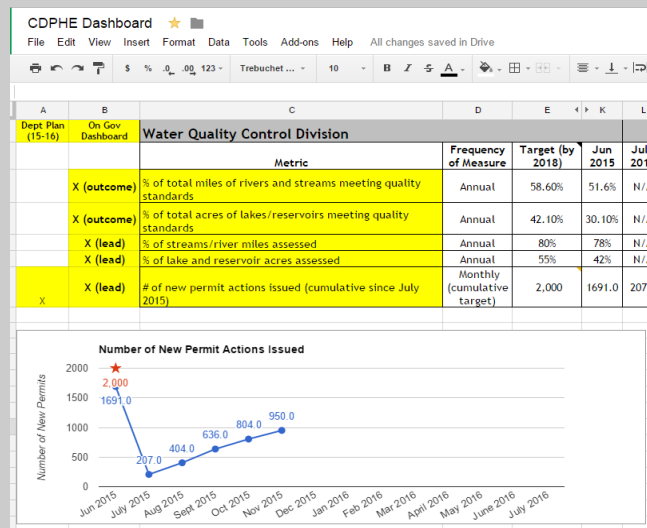 CDPHE Dashboard
File Edit View Insert Format Data Tools Add-ons Help All changes saved in Drive
$ % .0 .00 123 Trebuchet ... 10 B I S A
A B C D E K L
Dept Plan (15-16) On Gov Dashboard Water Quality Control Division
Metric Frequency of Measure Target (by 2018) Jun 2015 Jul 201
X (outcome) % of total miles of rivers and streams meeting quality standards Annual 58.60% 51.6% N/
X (outcome) % of total acres of lakes/reservoirs meeting quality standards Annual 42.10% 30.10% N/
X (lead) % of streams/river miles assessed Annual 80% 78% N/
X (lead) % of lake and reservoir acres assessed Annual 55% 42% N/
X X (lead) # of new permit actions issued (cumulative since July 2015) Monthly (cumulative target) 2,000 1691.0 207
Number of New Permit Actions Issued
Number of New Permits
2000
2,000
1691.0
1500
1000
950.0
804.0
636.0
500
404.0
207.0
0
Jun 2015 July 2015 Aug 2015 Sept 2015 Oct 2015 Nov 2015 Dec 2015 Jan 2016 Feb 2016 Mar 2016 April 2016 May 2016 June 2016 July 2016